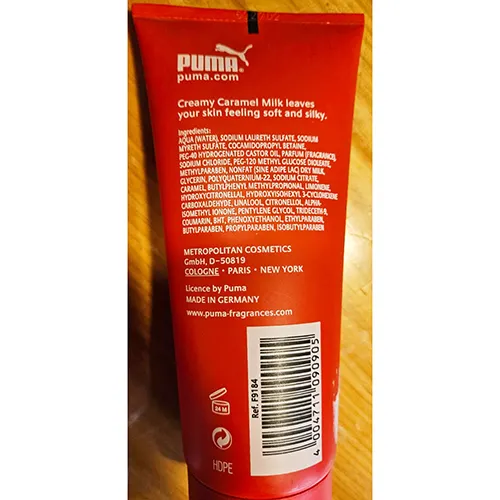 PUMA
puma.com
Creamy Caramel Milk leaves
your skin feeling soft and silky.
Ingredients:
AQUA (WATER), SODIUM LAURETH SULFATE, SODIUM
MYRETH SULFATE, COCAMIDOPROPYL BETAINE,
PEG-40 HYDROGENATED CASTOR OIL, PARFUM (FRAGRANCE),
SODIUM CHLORIDE, PEG-120 METHYL GLUCOSE DIOLEATE,
METHYLPARABEN, NONFAT (SINE ADIPE LAC) DRY MILK,
GLYCERIN, POLYQUATERNIUM-22, SODIUM CITRATE,
CARAMEL, BUTYLPHENYL METHYLPROPIONAL, LIMONENE,
HYDROXYCITRONELLAL, HYDROXYISOHEXYL 3-CYCLOHEXENE
CARBOXALDEHYDE, LINALOOL, CITRONELLOL, ALPHA-
ISOMETHYL IONONE, PENTYLENE GLYCOL, TRIDECETH-9,
COUMARIN, BHT, PHENOXYETHANOL, ETHYLPARABEN,
BUTYLPARABEN, PROPYLPARABEN, ISOBUTYLPARABEN
METROPOLITAN COSMETICS
GmbH, D-50819
COLOGNE · PARIS · NEW YORK
Licence by Puma
MADE IN GERMANY
www.puma-fragrances.com
24 M
HDPE
Ref. F9184
4 004711 090905